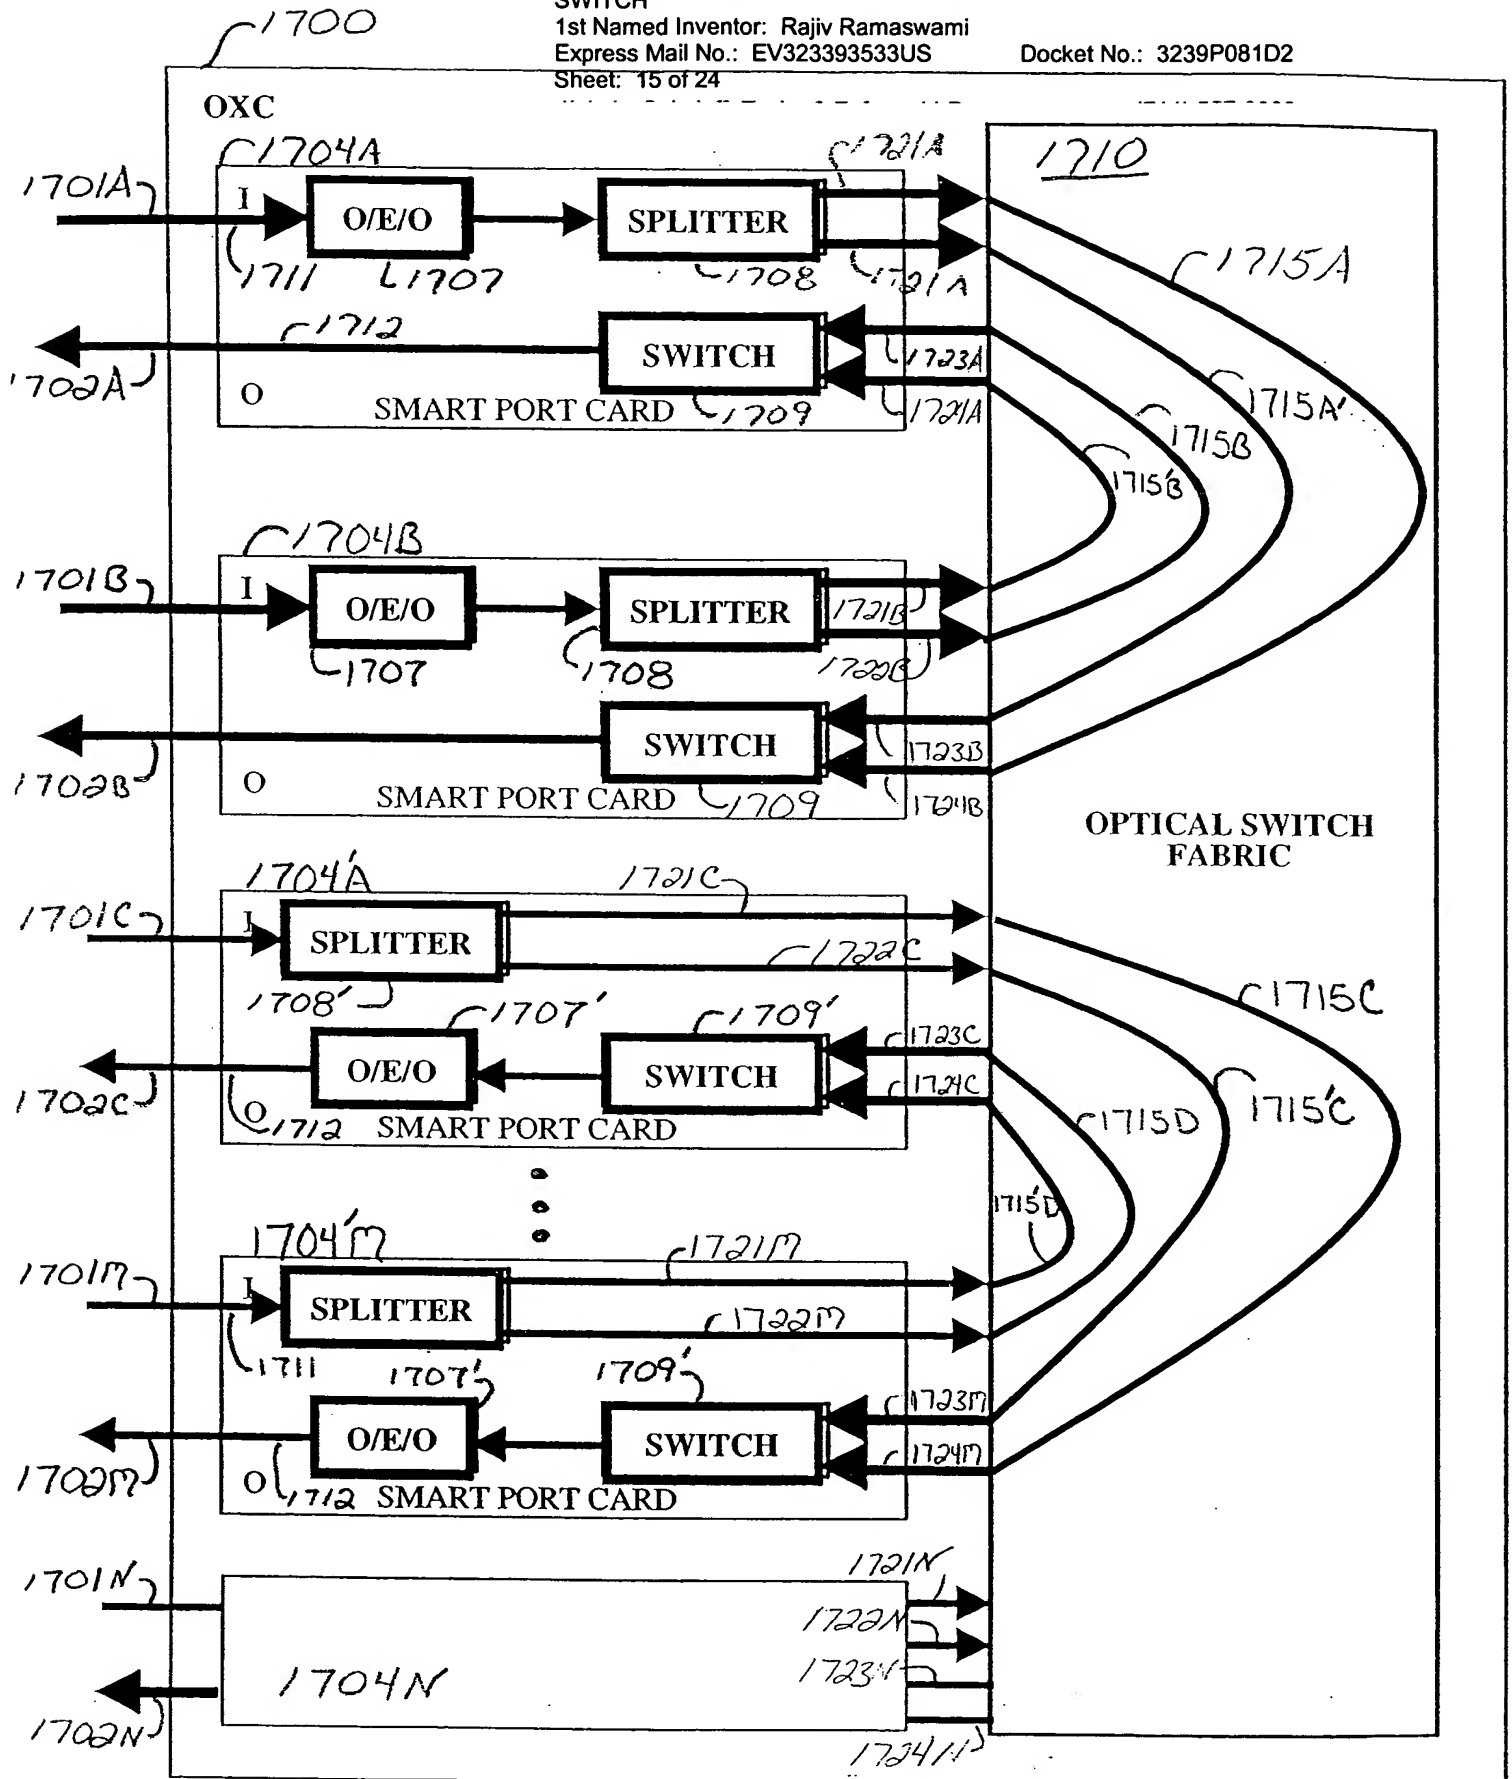 SWITCH
1st Named Inventor: Rajiv Ramaswami
Express Mail No.: EV323393533US Docket No.: 3239P081D2
Sheet: 15 of 24
1700
OXC
1704A
1721A
1710
1701A
I
O/E/O
SPLITTER
1711
1707
1708
1721A
1715A
1712
SWITCH
1723A
1702A
O
SMART PORT CARD
1709
1724A
1715A'
1715B
1715'B
1704B
1701B
I
O/E/O
SPLITTER
1721B
1707
1708
1722B
SWITCH
1723B
1702B
O
SMART PORT CARD
1709
1724B
OPTICAL SWITCH
FABRIC
1704'A
1721C
1701C
I
SPLITTER
1722C
1708'
1707'
1709'
1715C
1723C
O/E/O
SWITCH
1724C
1702C
O
1712
SMART PORT CARD
1715D
1715'C
1715'D
1704'M
1721M
1701M
I
SPLITTER
1722M
1711
1707'
1709'
1723M
O/E/O
SWITCH
1724M
1702M
O
1712
SMART PORT CARD
1721N
1701N
1722N
1704N
1723N
1702N
1724N